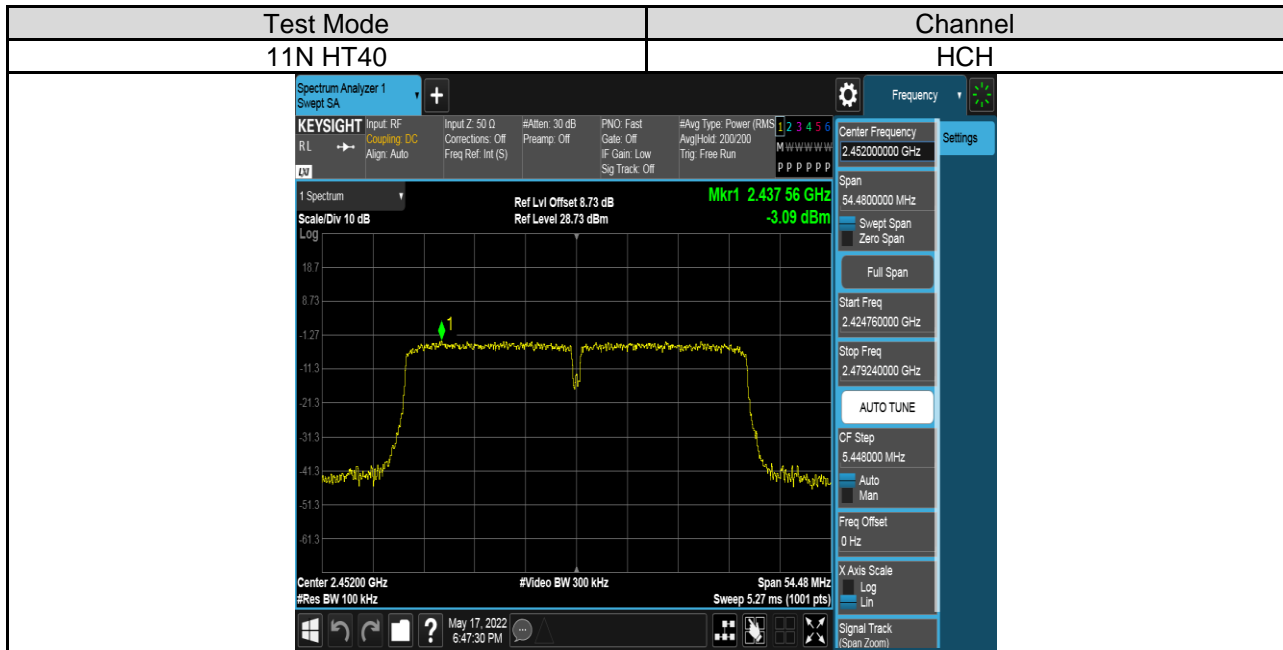 Test Mode
Channel
11N HT40
HCH
Spectrum Analyzer 1
Swept SA
+
Frequency
KEYSIGHT
RL
LXI
Input: RF
Coupling: DC
Align: Auto
Input Z: 50 Ω
Corrections: Off
Freq Ref: Int (S)
#Atten: 30 dB
Preamp: Off
PNO: Fast
Gate: Off
IF Gain: Low
Sig Track: Off
#Avg Type: Power (RMS
Avg|Hold: 200/200
Trig: Free Run
1 2 3 4 5 6
M W W W W W
P P P P P P
Center Frequency
2.452000000 GHz
Settings
Span
54.4800000 MHz
Swept Span
Zero Span
Full Span
Start Freq
2.424760000 GHz
Stop Freq
2.479240000 GHz
AUTO TUNE
CF Step
5.448000 MHz
Auto
Man
Freq Offset
0 Hz
X Axis Scale
Log
Lin
Signal Track
(Span Zoom)
1 Spectrum
Scale/Div 10 dB
Ref Lvl Offset 8.73 dB
Ref Level 28.73 dBm
Mkr1 2.437 56 GHz
-3.09 dBm
Log
18.7
8.73
-1.27
-11.3
-21.3
-31.3
-41.3
-51.3
-61.3
1
Center 2.45200 GHz
#Res BW 100 kHz
#Video BW 300 kHz
Span 54.48 MHz
Sweep 5.27 ms (1001 pts)
?
May 17, 2022
6:47:30 PM